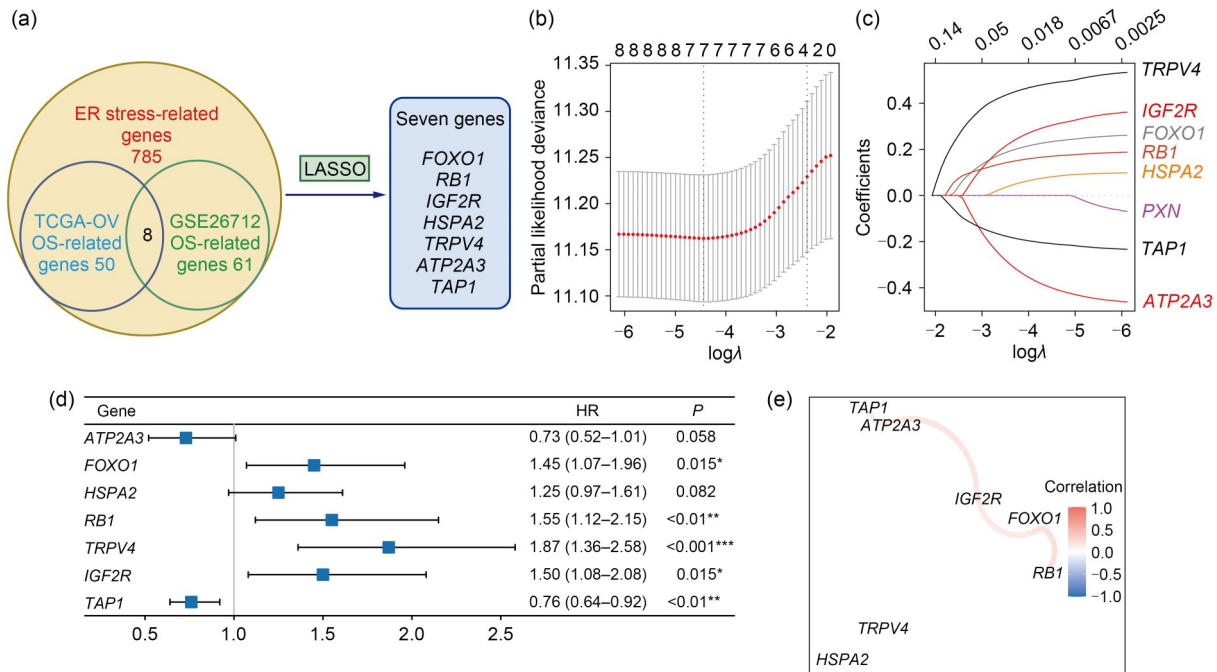 (a)
ER stress-related
genes
785
TCGA-OV
OS-related
genes 50
8
GSE26712
OS-related
genes 61
LASSO
Seven genes
FOXO1
RB1
IGF2R
HSPA2
TRPV4
ATP2A3
TAP1
(b)
8 8 8 8 8 7 7 7 7 7 7 6 6 4 2 0
Partial likelihood deviance
11.35
11.30
11.25
11.20
11.15
11.10
−6 −5 −4 −3 −2
logλ
(c)
0.14 0.05 0.018 0.0067 0.0025
Coefficients
0.4
0.2
0.0
−0.2
−0.4
−2 −3 −4 −5 −6
logλ
TRPV4
IGF2R
FOXO1
RB1
HSPA2
PXN
TAP1
ATP2A3
(d)
Gene HR P
ATP2A3 0.73 (0.52–1.01) 0.058
FOXO1 1.45 (1.07–1.96) 0.015*
HSPA2 1.25 (0.97–1.61) 0.082
RB1 1.55 (1.12–2.15) <0.01**
TRPV4 1.87 (1.36–2.58) <0.001***
IGF2R 1.50 (1.08–2.08) 0.015*
TAP1 0.76 (0.64–0.92) <0.01**
0.5 1.0 1.5 2.0 2.5
(e)
TAP1
ATP2A3
IGF2R
FOXO1
RB1
TRPV4
HSPA2
Correlation
1.0
0.5
0.0
−0.5
−1.0